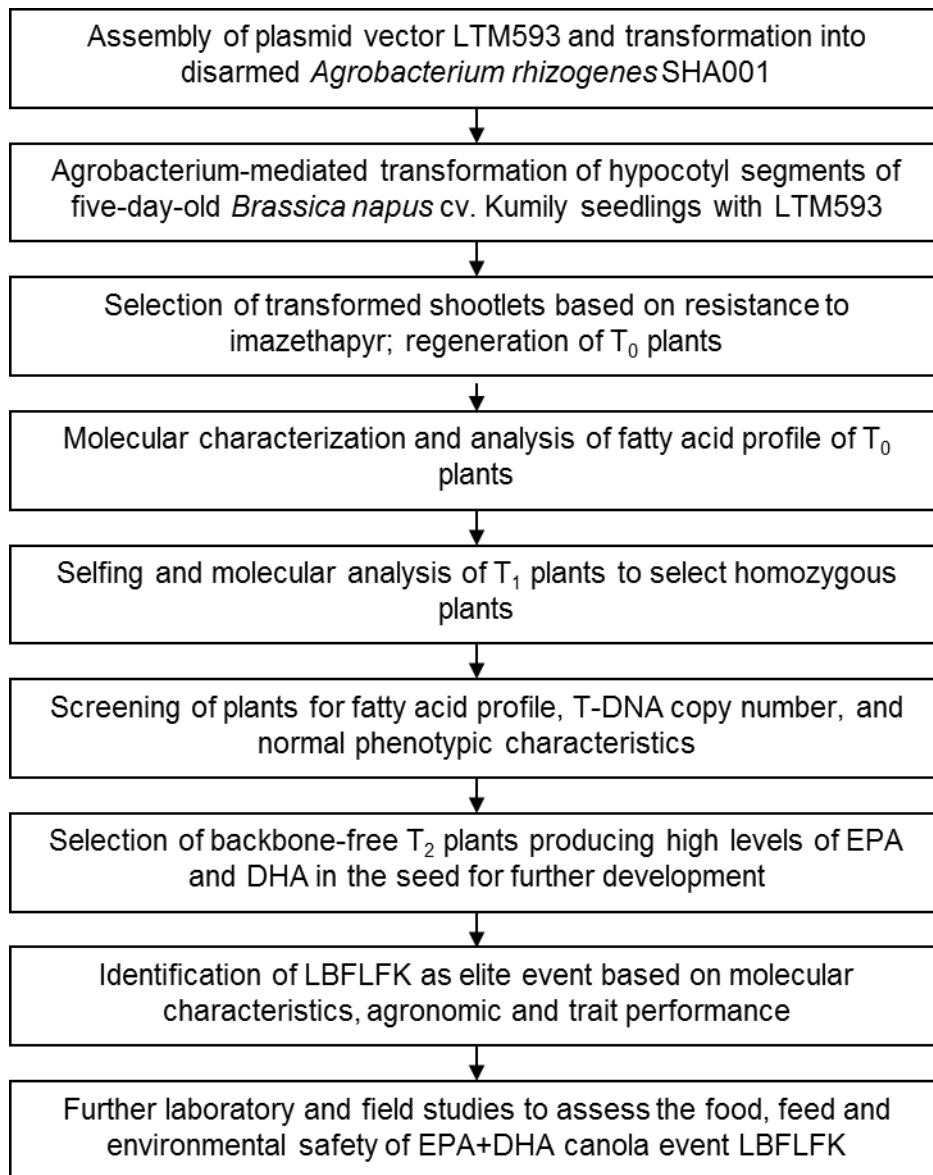 Assembly of plasmid vector LTM593 and transformation into
disarmed Agrobacterium rhizogenes SHA001
Agrobacterium-mediated transformation of hypocotyl segments of
five-day-old Brassica napus cv. Kumily seedlings with LTM593
Selection of transformed shootlets based on resistance to
imazethapyr; regeneration of T₀ plants
Molecular characterization and analysis of fatty acid profile of T₀
plants
Selfing and molecular analysis of T₁ plants to select homozygous
plants
Screening of plants for fatty acid profile, T-DNA copy number, and
normal phenotypic characteristics
Selection of backbone-free T₂ plants producing high levels of EPA
and DHA in the seed for further development
Identification of LBFLFK as elite event based on molecular
characteristics, agronomic and trait performance
Further laboratory and field studies to assess the food, feed and
environmental safety of EPA+DHA canola event LBFLFK